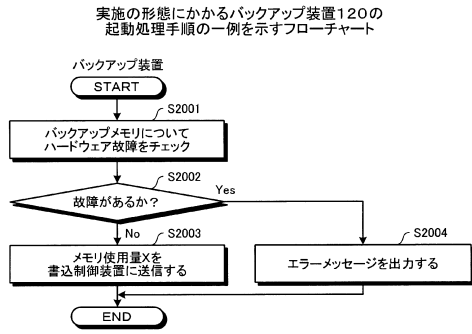 実施の形態にかかるバックアップ装置120の
起動処理手順の一例を示すフローチャート
バックアップ装置
START
S2001
バックアップメモリについて
ハードウェア故障をチェック
S2002
故障があるか？
Yes
No
S2003
メモリ使用量Xを
書込制御装置に送信する
S2004
エラーメッセージを出力する
END